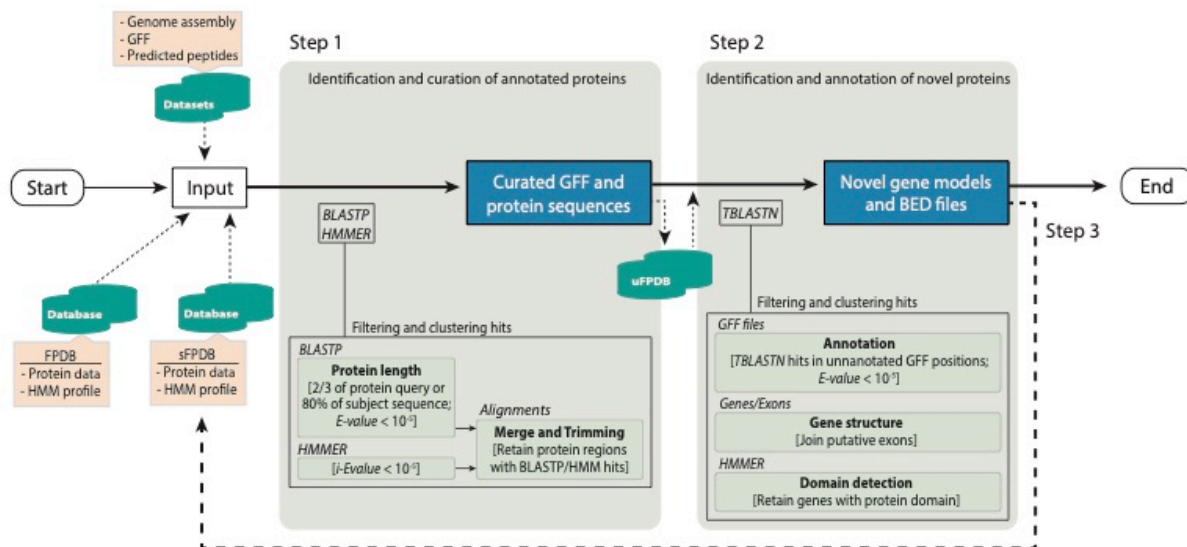 - Genome assembly
- GFF
- Predicted peptides
Datasets
Start
Input
Database
Database
FPDB
- Protein data
- HMM profile
sFPDB
- Protein data
- HMM profile
Step 1
Identification and curation of annotated proteins
BLASTP
HMMER
Curated GFF and
protein sequences
uFPDB
Filtering and clustering hits
BLASTP
Protein length
[2/3 of protein query or
80% of subject sequence;
E-value < 10⁻⁵]
HMMER
[i-Evalue < 10⁻⁵]
Alignments
Merge and Trimming
[Retain protein regions
with BLASTP/HMM hits]
Step 2
Identification and annotation of novel proteins
TBLASTN
Novel gene models
and BED files
Filtering and clustering hits
GFF files
Annotation
[TBLASTN hits in unnanotated GFF positions;
E-value < 10⁻⁵]
Genes/Exons
Gene structure
[Join putative exons]
HMMER
Domain detection
[Retain genes with protein domain]
End
Step 3